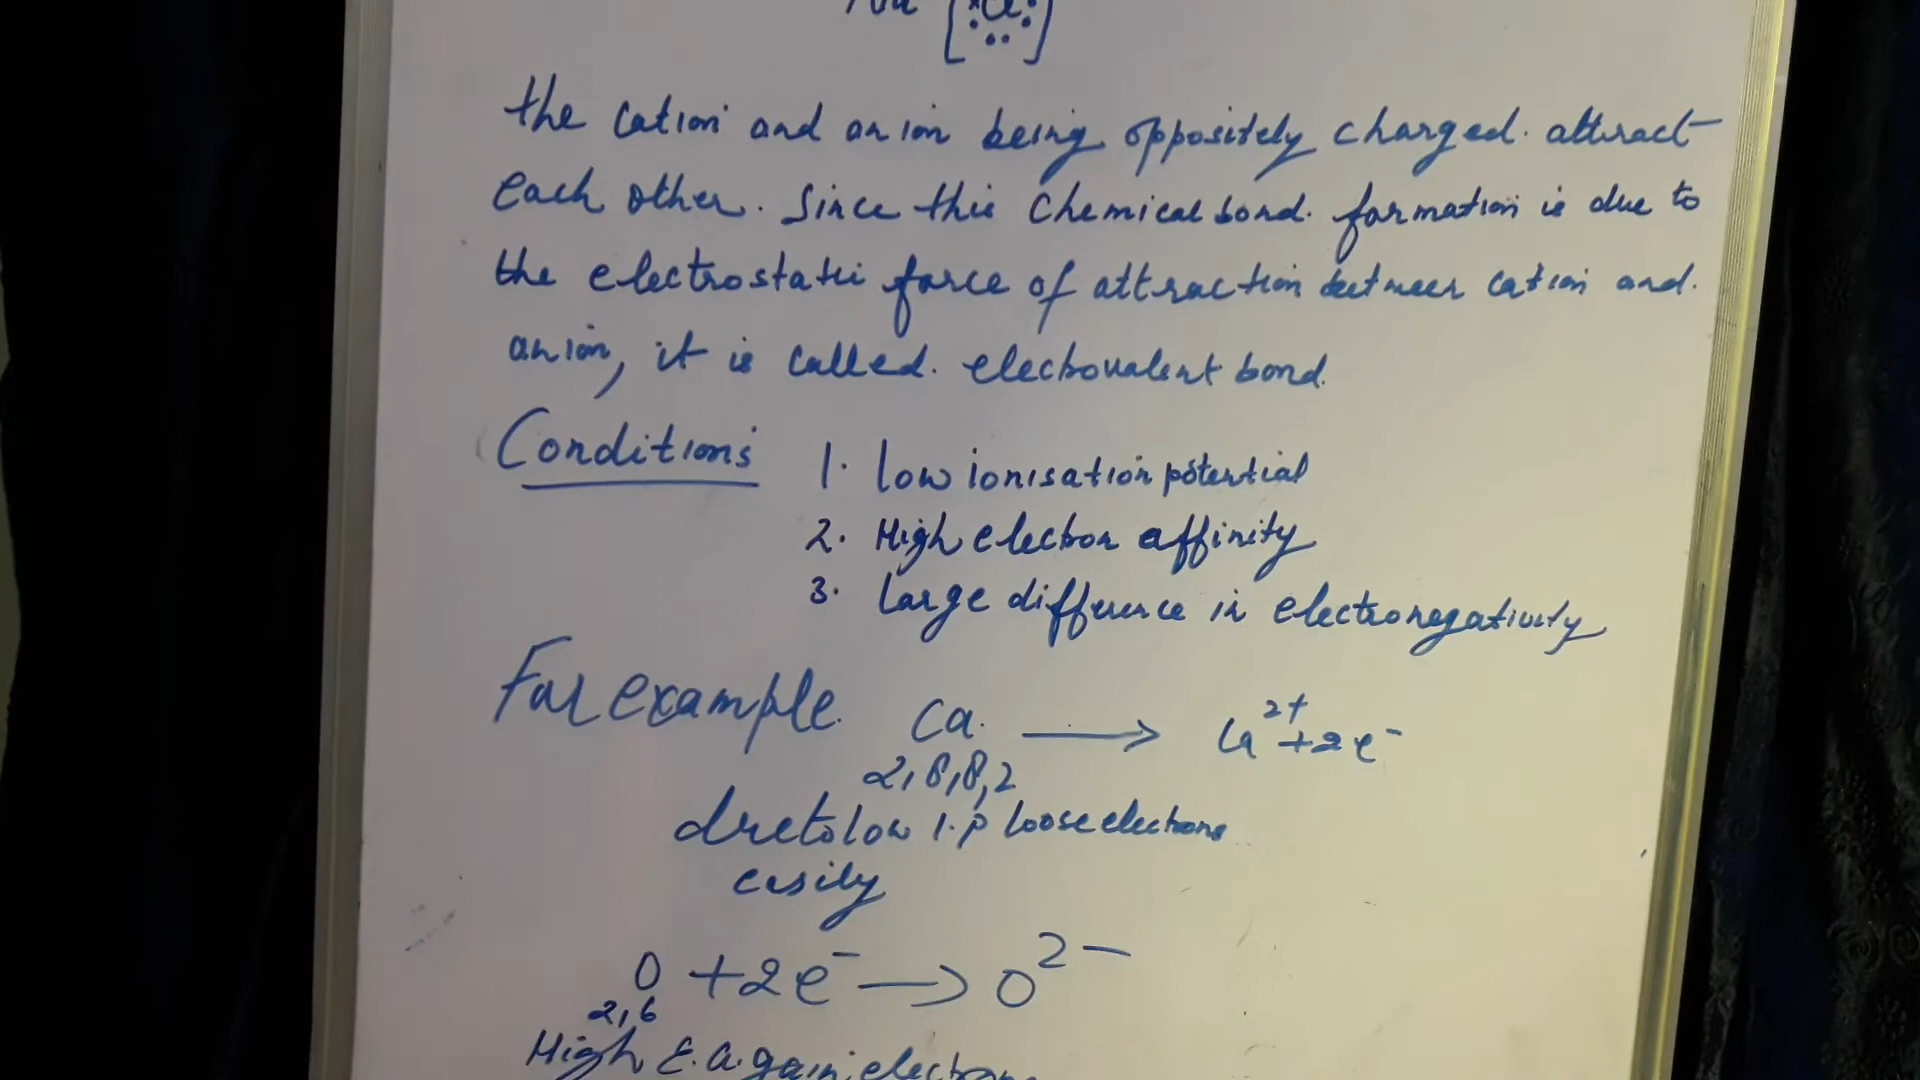 Na [Cl]
the cation and anion being oppositely charged. attract
each other. Since this chemical bond. formation is due to
the electrostatic force of attraction between cation and.
anion, it is called. electrovalent bond.
Conditions 1. low ionisation potential
2. High electron affinity
3. large difference in electronegativity
For example. Ca. → Ca²⁺ + 2e⁻
2,8,8,2
due to low I.P loose electrons
easily
O + 2e⁻ → O²⁻
2,6
High E.A. gain electrons